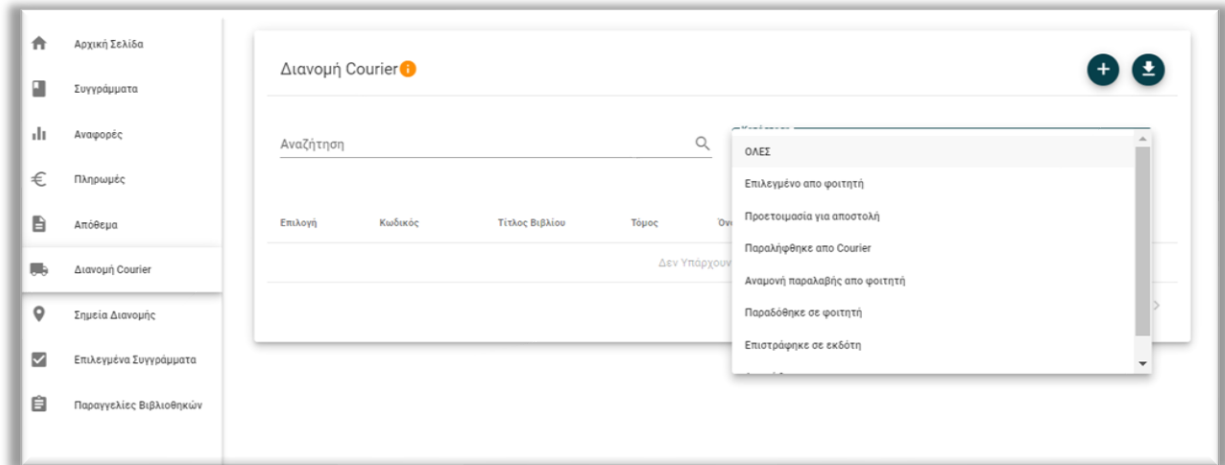 Αρχική Σελίδα
Συγγράμματα
Αναφορές
Πληρωμές
Απόθεμα
Διανομή Courier
Σημεία Διανομής
Επιλεγμένα Συγγράμματα
Παραγγελίες Βιβλιοθηκών
Διανομή Courier
Αναζήτηση
Επιλογή Κωδικός Τίτλος Βιβλίου Τόμος
Δεν Υπάρχουν
ΟΛΕΣ
Επιλεγμένο απο φοιτητή
Προετοιμασία για αποστολή
Παραλήφθηκε απο Courier
Αναμονή παραλαβής απο φοιτητή
Παραδόθηκε σε φοιτητή
Επιστράφηκε σε εκδότη